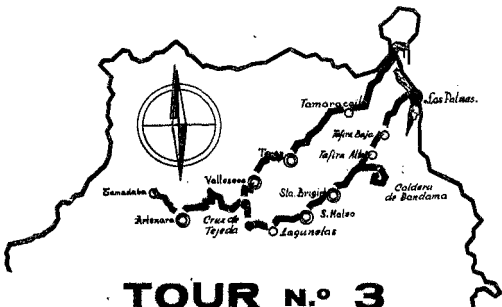 Tamaraceite
Las Palmas
Tafira Baja
Tafira Alta
Teror
Valleseco
Tamadaba
Artenara
Cruz de
Tejeda
Sta. Brigida
S. Mateo
Lagunetas
Caldera
de Bandama
TOUR N.º 3